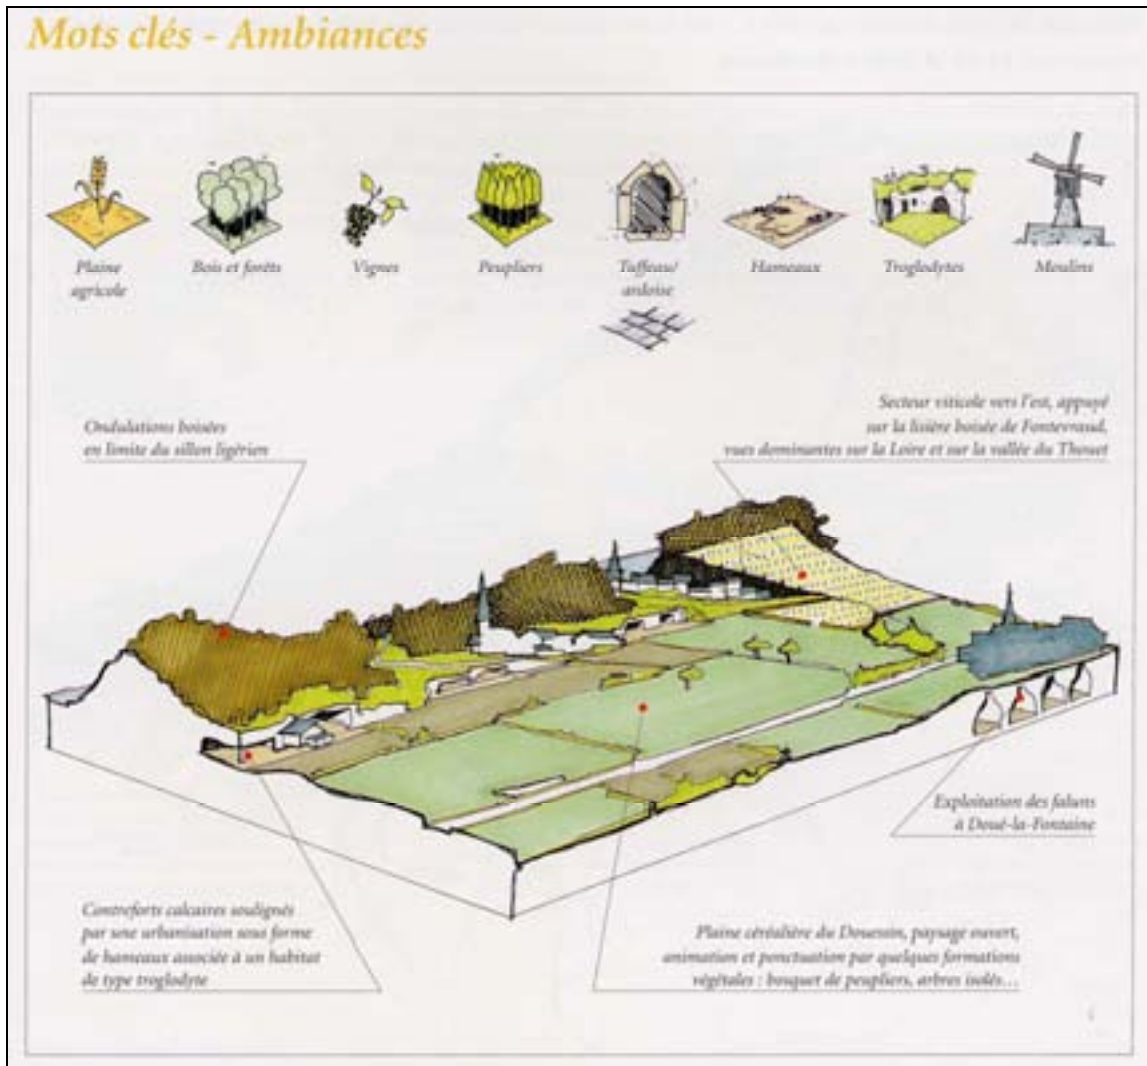 Mots clés - Ambiances
Plaine
agricole
Bois et forêts
Vignes
Peupliers
Tuffeau/
ardoise
Hameaux
Troglodytes
Moulins
Ondulations boisées
en limite du sillon ligérien
Secteur viticole vers l'est, appuyé
sur la lisière boisée de Fontevraud,
vues dominantes sur la Loire et sur la vallée du Thouet
Exploitation des faluns
à Doué-la-Fontaine
Contreforts calcaires soulignés
par une urbanisation sous forme
de hameaux associée à un habitat
de type troglodyte
Plaine céréalière du Douessin, paysage ouvert,
animation et ponctuation par quelques formations
végétales : bosquet de peupliers, arbres isolés…